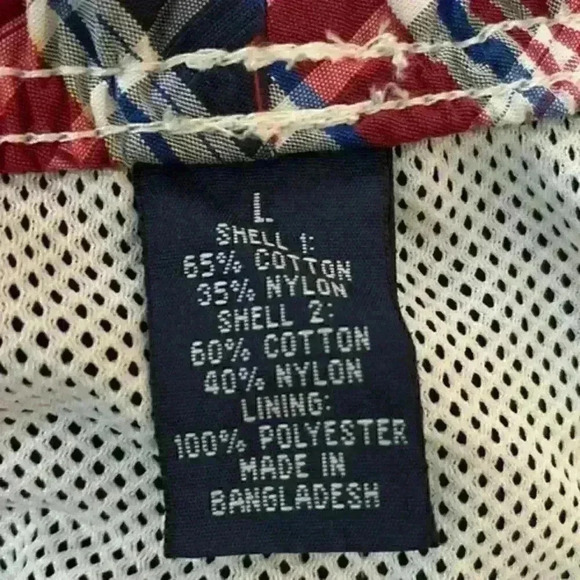 L
SHELL 1:
65% COTTON
35% NYLON
SHELL 2:
60% COTTON
40% NYLON
LINING:
100% POLYESTER
MADE IN
BANGLADESH